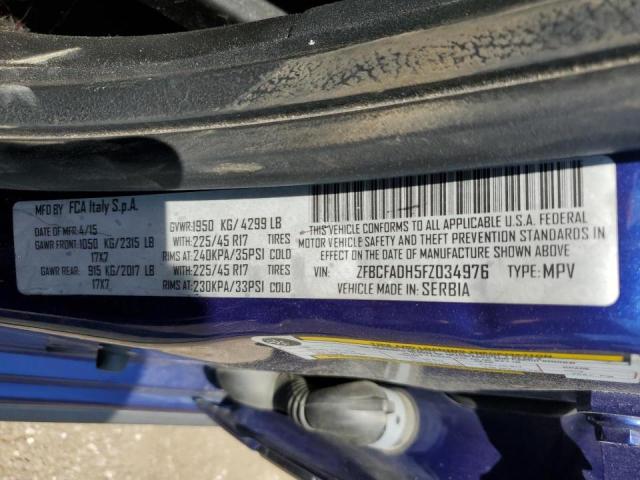 MFD BY FCA Italy S.p.A.
DATE OF MFR: 4/15 GVWR: 1950 KG/ 4299 LB
GAWR FRONT: 1050 KG/ 2315 LB WITH: 225/45 R17 TIRES
17X7 RIMS AT: 240KPA/35PSI COLD
GAWR REAR: 915 KG/2017 LB WITH: 225/45 R17 TIRES
17X7 RIMS AT: 230KPA/33PSI COLD
THIS VEHICLE CONFORMS TO ALL APPLICABLE U.S.A. FEDERAL
MOTOR VEHICLE SAFETY AND THEFT PREVENTION STANDARDS IN
EFFECT ON THE DATE OF MANUFACTURE SHOWN ABOVE
VIN: ZFBCFADH5FZ034976 TYPE: MPV
VEHICLE MADE IN: SERBIA